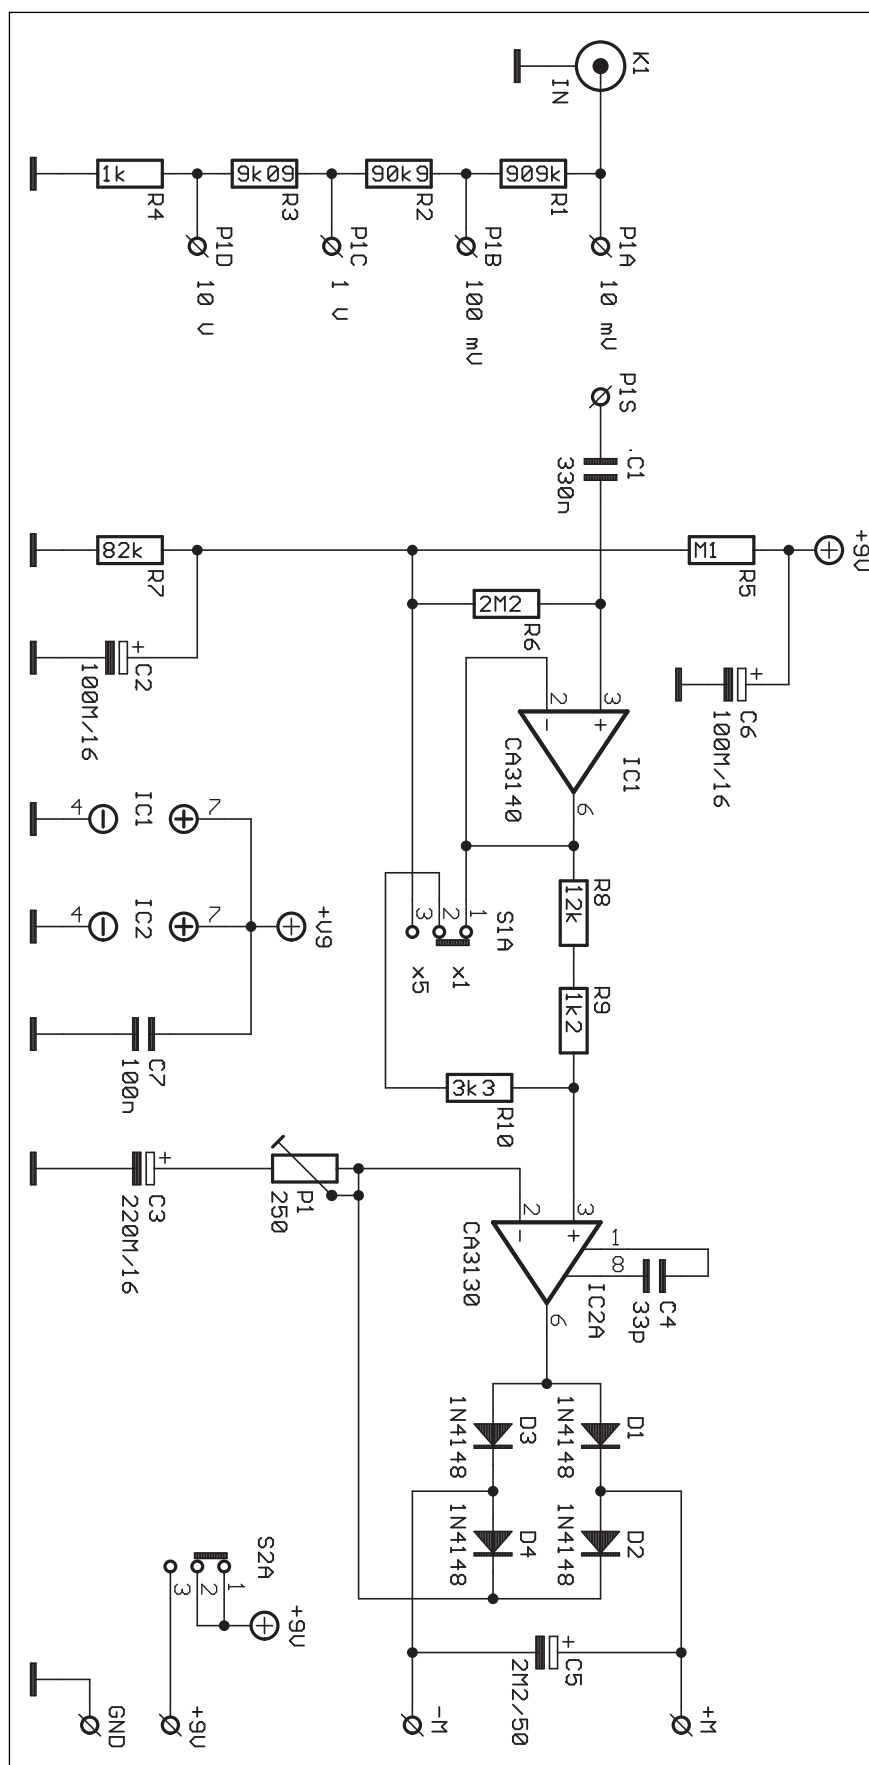 K1
IN
R1
909k
R2
90k9
R3
9k09
R4
1k
P1A
10 mV
P1B
100 mV
P1C
1 V
P1D
10 V
P1S
C1
330n
+9V
R5
M1
R7
82k
R6
2M2
C2
+
100M/16
C6
+
100M/16
3
2
+
-
IC1
CA3140
6
R8
12k
R9
1k2
S1A
1
2
3
x1
x5
IC1
7
4
IC2
7
4
+V9
C7
100n
R10
3k3
P1
250
C3
+
220M/16
3
2
+
-
1
8
IC2A
CA3130
6
C4
33p
D1
1N4148
D3
1N4148
D2
1N4148
D4
1N4148
C5
+
2M2/50
S2A
1
2
3
+9V
+M
-M
+9V
GND